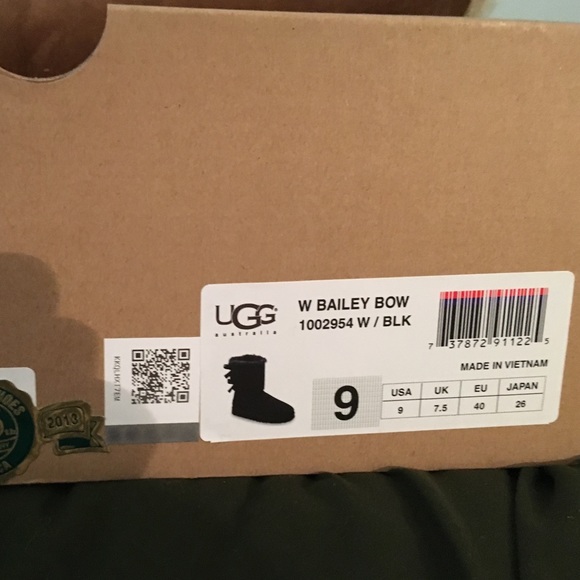 UGG®
australia
W BAILEY BOW
1002954 W / BLK
7 37872 91122 5
MADE IN VIETNAM
9
USA UK EU JAPAN
9 7.5 40 26
2013